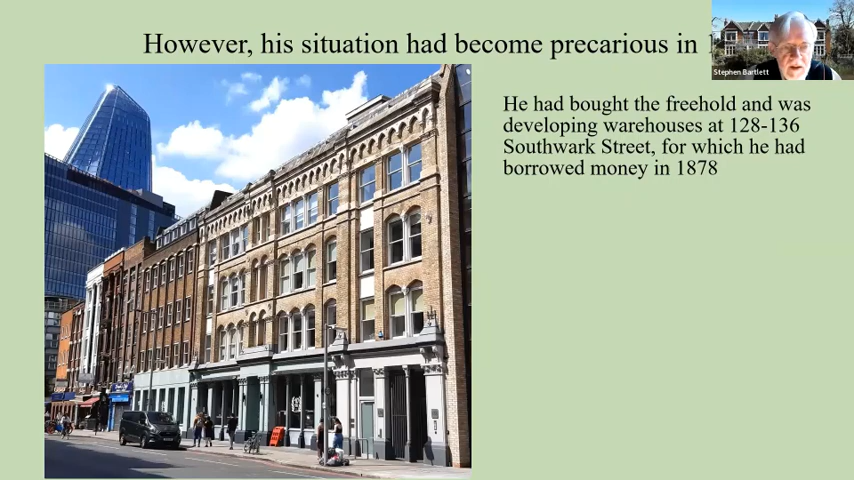 However, his situation had become precarious in
Stephen Bartlett
He had bought the freehold and was
developing warehouses at 128-136
Southwark Street, for which he had
borrowed money in 1878